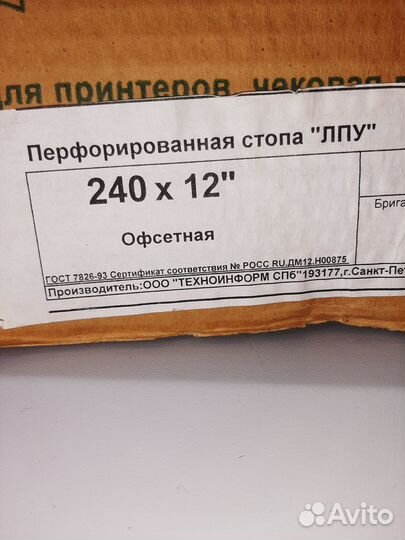 для принтеров, чековая
Перфорированная стопа "ЛПУ"
240 х 12"
Брига
Офсетная
ГОСТ 7826-93 Сертификат соответствия № РОСС RU.ДМ12.Н00875
Производитель:ООО "ТЕХНОИНФОРМ СПб"193177,г.Санкт-Пе
Avito